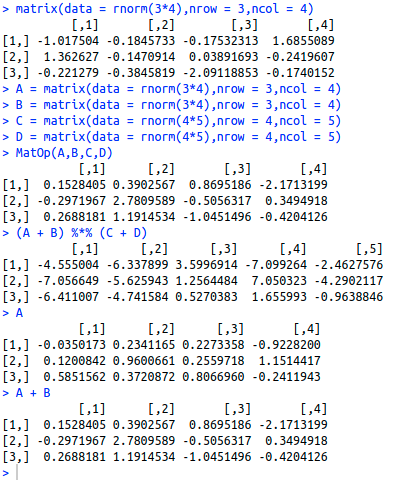 > matrix(data = rnorm(3*4),nrow = 3,ncol = 4)
[,1] [,2] [,3] [,4]
[1,] -1.017504 -0.1845733 -0.17532313 1.6855089
[2,] 1.362627 -0.1470914 0.03891693 -0.2419607
[3,] -0.221279 -0.3845819 -2.09118853 -0.1740152
> A = matrix(data = rnorm(3*4),nrow = 3,ncol = 4)
> B = matrix(data = rnorm(3*4),nrow = 3,ncol = 4)
> C = matrix(data = rnorm(4*5),nrow = 4,ncol = 5)
> D = matrix(data = rnorm(4*5),nrow = 4,ncol = 5)
> MatOp(A,B,C,D)
[,1] [,2] [,3] [,4]
[1,] 0.1528405 0.3902567 0.8695186 -2.1713199
[2,] -0.2971967 2.7809589 -0.5056317 0.3494918
[3,] 0.2688181 1.1914534 -1.0451496 -0.4204126
> (A + B) %*% (C + D)
[,1] [,2] [,3] [,4] [,5]
[1,] -4.555004 -6.337899 3.5996914 -7.099264 -2.4627576
[2,] -7.056649 -5.625943 1.2564484 7.050323 -4.2902117
[3,] -6.411007 -4.741584 0.5270383 1.655993 -0.9638846
> A
[,1] [,2] [,3] [,4]
[1,] -0.0350173 0.2341165 0.2273358 -0.9228200
[2,] 0.1200842 0.9600661 0.2559718 1.1514417
[3,] 0.5851562 0.3720872 0.8066960 -0.2411943
> A + B
[,1] [,2] [,3] [,4]
[1,] 0.1528405 0.3902567 0.8695186 -2.1713199
[2,] -0.2971967 2.7809589 -0.5056317 0.3494918
[3,] 0.2688181 1.1914534 -1.0451496 -0.4204126
>